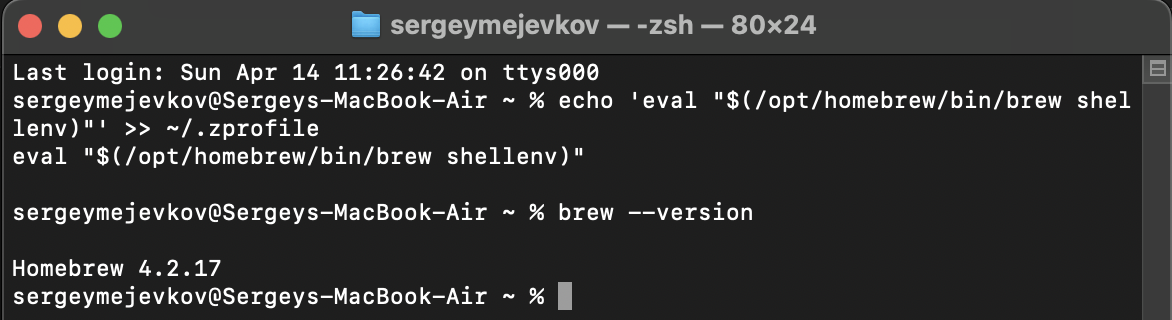 sergeymejevkov — -zsh — 80×24
Last login: Sun Apr 14 11:26:42 on ttys000
sergeymejevkov@Sergeys-MacBook-Air ~ % echo 'eval "$(/opt/homebrew/bin/brew shel
lenv)"' >> ~/.zprofile
eval "$(/opt/homebrew/bin/brew shellenv)"
sergeymejevkov@Sergeys-MacBook-Air ~ % brew --version
Homebrew 4.2.17
sergeymejevkov@Sergeys-MacBook-Air ~ %